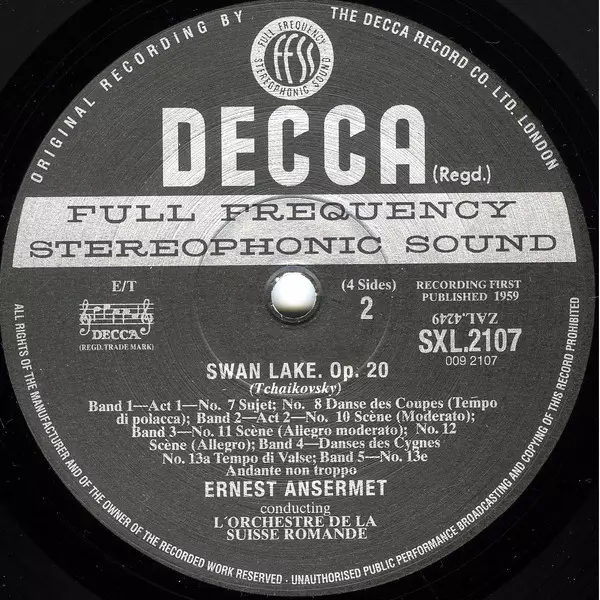 ORIGINAL RECORDING BY THE DECCA RECORD CO. LTD. LONDON
FULL FREQUENCY
ffss
STEREOPHONIC SOUND
DECCA (Regd.)
FULL FREQUENCY
STEREOPHONIC SOUND
E/T
DECCA
(REGD. TRADE MARK)
(4 Sides)
2
RECORDING FIRST
PUBLISHED 1959
ZAL.4249
SXL.2107
009 2107
SWAN LAKE. Op. 20
(Tchaikovsky)
Band 1—Act 1—No. 7 Sujet; No. 8 Danse des Coupes (Tempo
di polacca); Band 2—Act 2—No. 10 Scène (Moderato);
Band 3—No. 11 Scène (Allegro moderato); No. 12
Scène (Allegro); Band 4—Danses des Cygnes
No. 13a Tempo di Valse; Band 5—No. 13e
Andante non troppo
ERNEST ANSERMET
conducting
L'ORCHESTRE DE LA
SUISSE ROMANDE
ALL RIGHTS OF THE MANUFACTURER AND OF THE OWNER OF THE RECORDED WORK RESERVED · UNAUTHORISED PUBLIC PERFORMANCE BROADCASTING AND COPYING OF THIS RECORD PROHIBITED